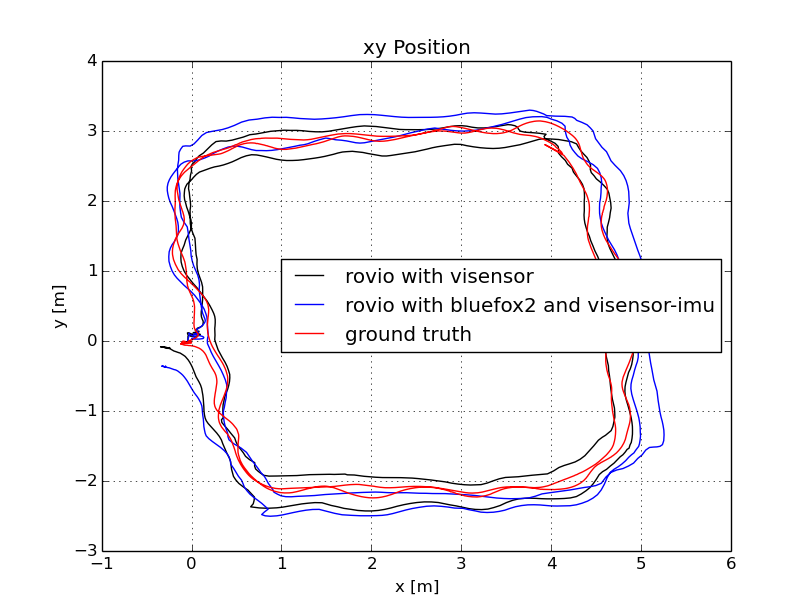 xy Position
4
3
2
1
0
−1
−2
−3
y [m]
rovio with visensor
rovio with bluefox2 and visensor-imu
ground truth
−1 0 1 2 3 4 5 6
x [m]